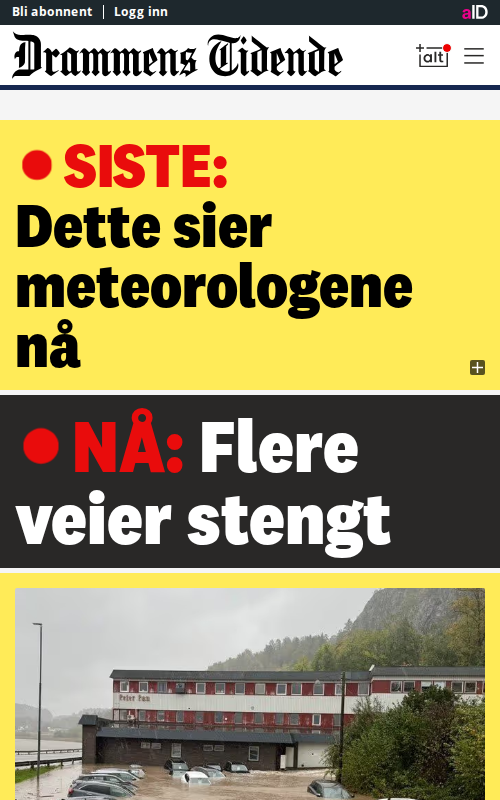 Bli abonnent | Logg inn
aID
Drammens Tidende
+alt
SISTE:
Dette sier
meteorologene
nå
NÅ: Flere
veier stengt
Peter Pan